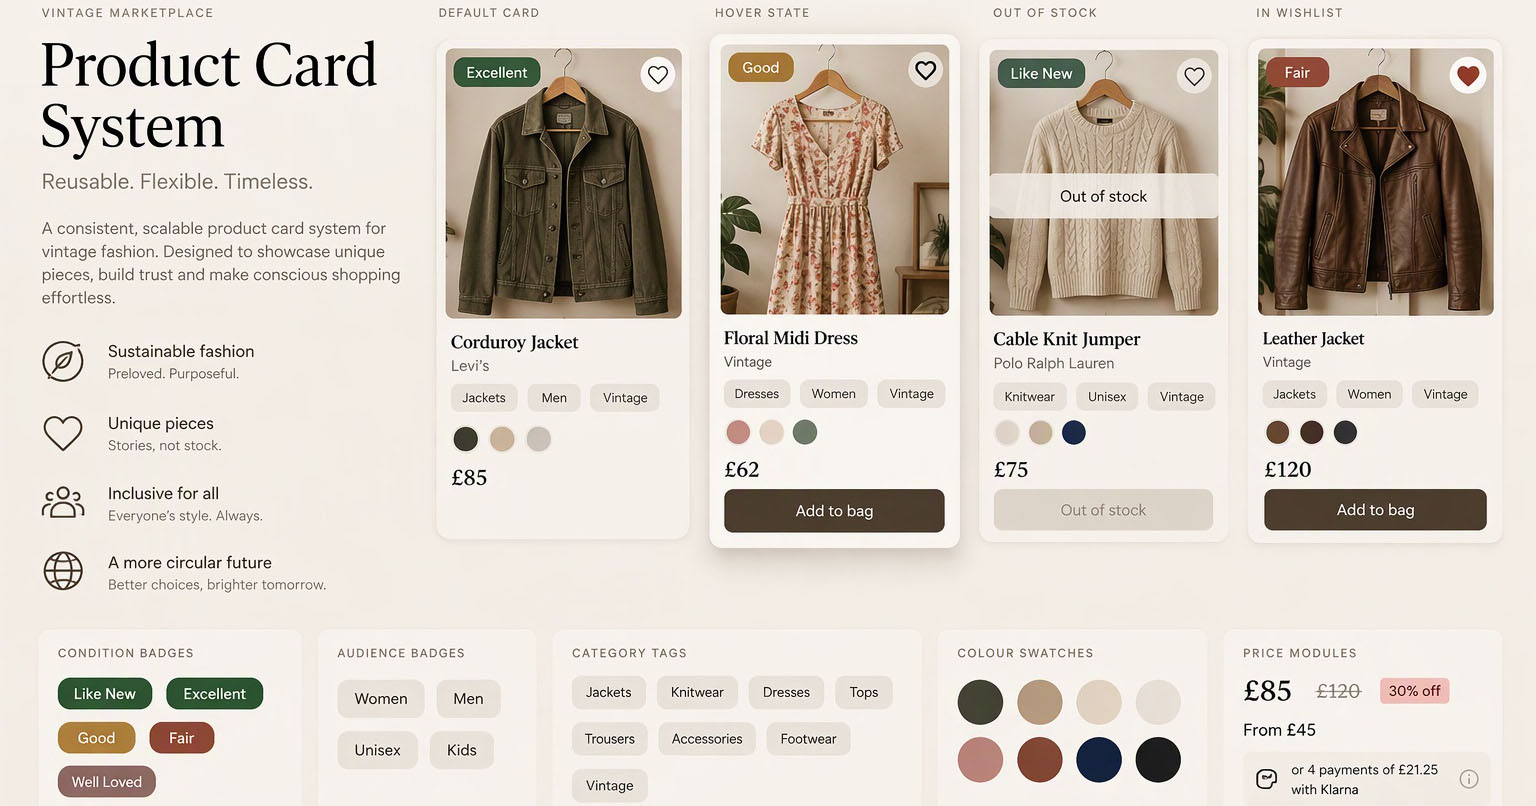 VINTAGE MARKETPLACE
Product Card
System
Reusable. Flexible. Timeless.
A consistent, scalable product card system for
vintage fashion. Designed to showcase unique
pieces, build trust and make conscious shopping
effortless.
Sustainable fashion
Preloved. Purposeful.
Unique pieces
Stories, not stock.
Inclusive for all
Everyone's style. Always.
A more circular future
Better choices, brighter tomorrow.
DEFAULT CARD
Excellent
Corduroy Jacket
Levi's
Jackets Men Vintage
£85
HOVER STATE
Good
Floral Midi Dress
Vintage
Dresses Women Vintage
£62
Add to bag
OUT OF STOCK
Like New
Out of stock
Cable Knit Jumper
Polo Ralph Lauren
Knitwear Unisex Vintage
£75
Out of stock
IN WISHLIST
Fair
Leather Jacket
Vintage
Jackets Women Vintage
£120
Add to bag
CONDITION BADGES
Like New Excellent
Good Fair
Well Loved
AUDIENCE BADGES
Women Men
Unisex Kids
CATEGORY TAGS
Jackets Knitwear Dresses Tops
Trousers Accessories Footwear
Vintage
COLOUR SWATCHES
PRICE MODULES
£85 £120 30% off
From £45
or 4 payments of £21.25
with Klarna